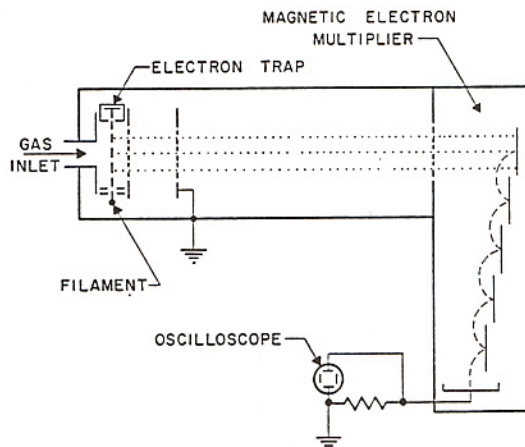 MAGNETIC ELECTRON
MULTIPLIER
ELECTRON TRAP
GAS
INLET
FILAMENT
OSCILLOSCOPE